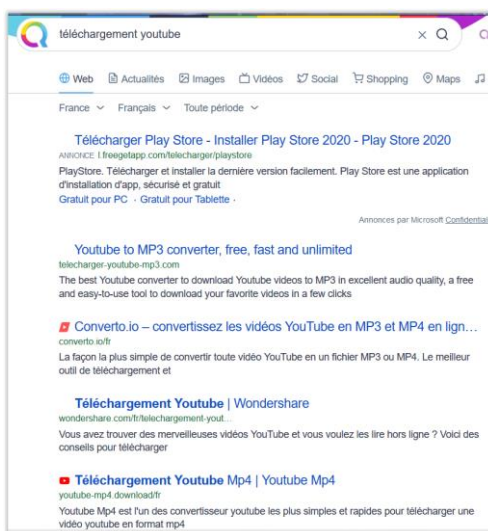 téléchargement youtube
Web Actualités Images Vidéos Social Shopping Maps
France Français Toute période
Télécharger Play Store - Installer Play Store 2020 - Play Store 2020
ANNONCE l.freegetapp.com/telecharger/playstore
PlayStore. Télécharger et installer la dernière version facilement. Play Store est une application
d'installation d'app, sécurisé et gratuit
Gratuit pour PC · Gratuit pour Tablette ·
Annonces par Microsoft Confidential
Youtube to MP3 converter, free, fast and unlimited
telecharger-youtube-mp3.com
The best Youtube converter to download Youtube videos to MP3 in excellent audio quality, a free
and easy-to-use tool to download your favorite videos in a few clicks
Converto.io – convertissez les vidéos YouTube en MP3 et MP4 en lign…
converto.io/fr
La façon la plus simple de convertir toute vidéo YouTube en un fichier MP3 ou MP4. Le meilleur
outil de téléchargement et
Téléchargement Youtube | Wondershare
wondershare.com/fr/telechargement-yout…
Vous avez trouver des merveilleuses vidéos YouTube et vous voulez les lire hors ligne ? Voici des
conseils pour télécharger
Téléchargement Youtube Mp4 | Youtube Mp4
youtube-mp4.download/fr
Youtube Mp4 est l'un des convertisseur youtube les plus simples et rapides pour télécharger une
vidéo youtube en format mp4